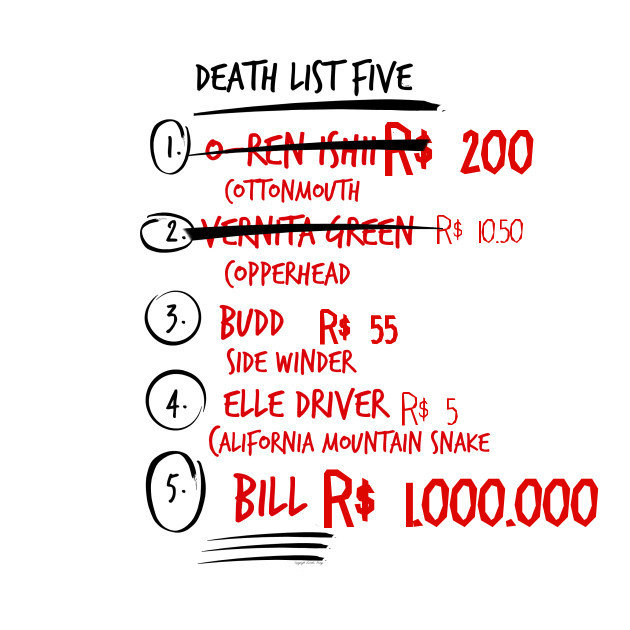 DEATH LIST FIVE
1. O-REN ISHII R$ 200
COTTONMOUTH
2. VERNITA GREEN R$ 10.50
COPPERHEAD
3. BUDD R$ 55
SIDE WINDER
4. ELLE DRIVER R$ 5
CALIFORNIA MOUNTAIN SNAKE
5. BILL R$ 1.000.000